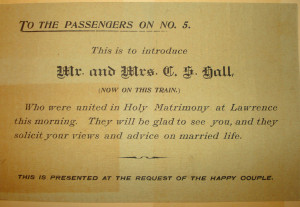 To the Passengers on No. 5.
This is to introduce
Mr. and Mrs. C. S. Hall,
(NOW ON THIS TRAIN.)
Who were united in Holy Matrimony at Lawrence
this morning. They will be glad to see you, and they
solicit your views and advice on married life.
THIS IS PRESENTED AT THE REQUEST OF THE HAPPY COUPLE.